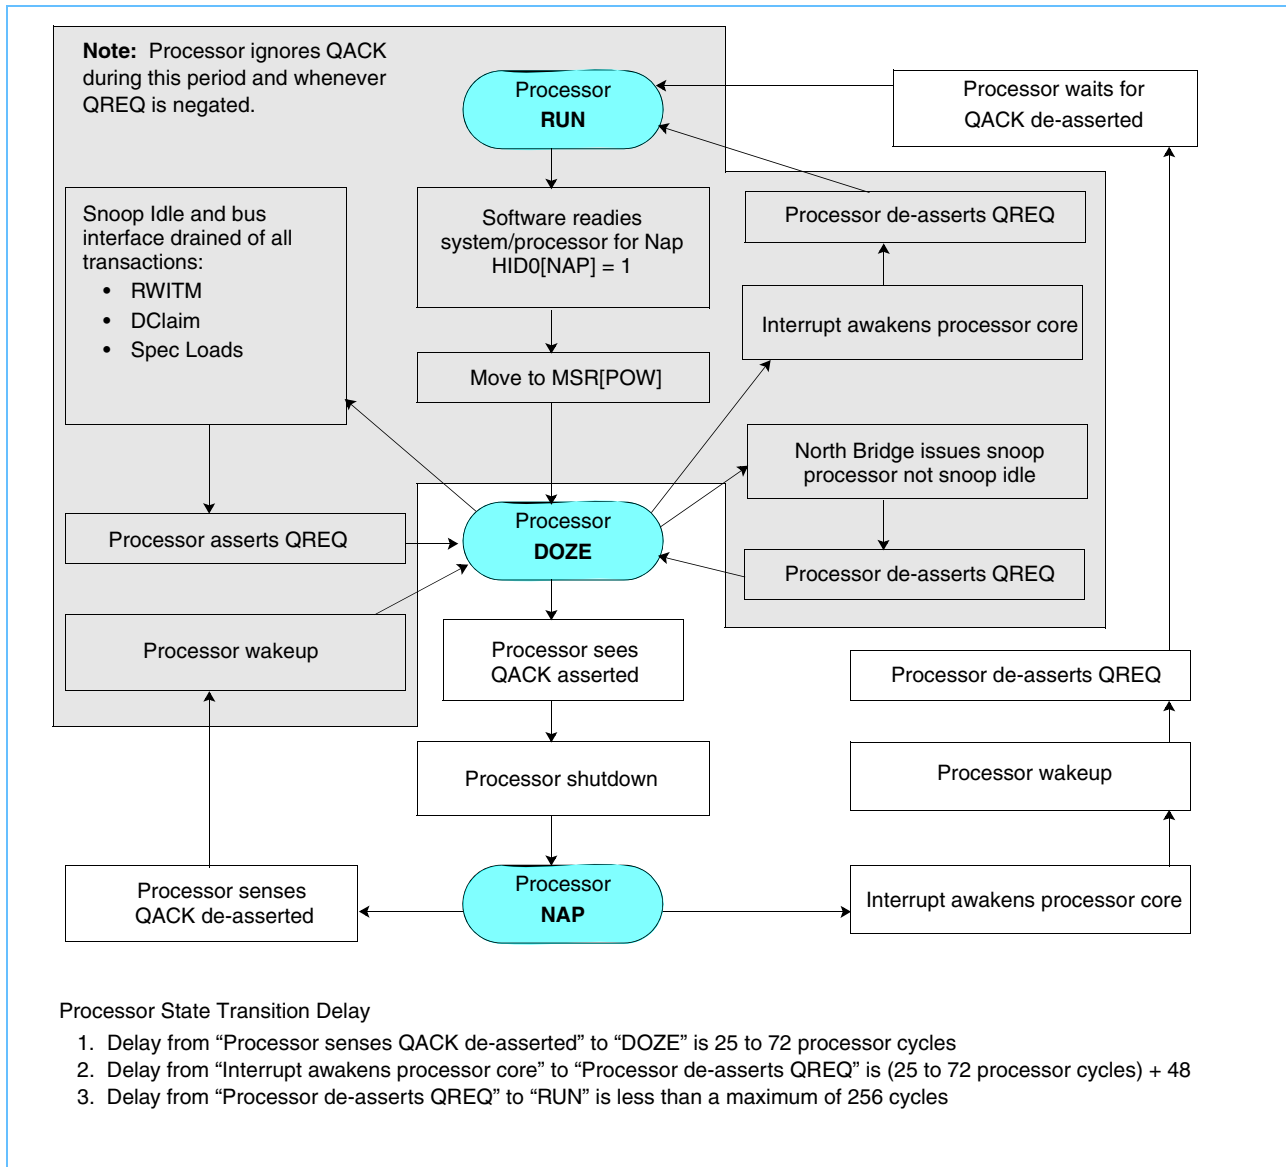 Note: Processor ignores QACK
during this period and whenever
QREQ is negated.
Processor
RUN
Processor waits for
QACK de-asserted
Snoop Idle and bus
interface drained of all
transactions:
• RWITM
• DClaim
• Spec Loads
Software readies
system/processor for Nap
HID0[NAP] = 1
Processor de-asserts QREQ
Interrupt awakens processor core
Move to MSR[POW]
North Bridge issues snoop
processor not snoop idle
Processor asserts QREQ
Processor
DOZE
Processor de-asserts QREQ
Processor wakeup
Processor sees
QACK asserted
Processor de-asserts QREQ
Processor shutdown
Processor wakeup
Processor senses
QACK de-asserted
Processor
NAP
Interrupt awakens processor core
Processor State Transition Delay
1. Delay from “Processor senses QACK de-asserted” to “DOZE” is 25 to 72 processor cycles
2. Delay from “Interrupt awakens processor core” to “Processor de-asserts QREQ” is (25 to 72 processor cycles) + 48
3. Delay from “Processor de-asserts QREQ” to “RUN” is less than a maximum of 256 cycles